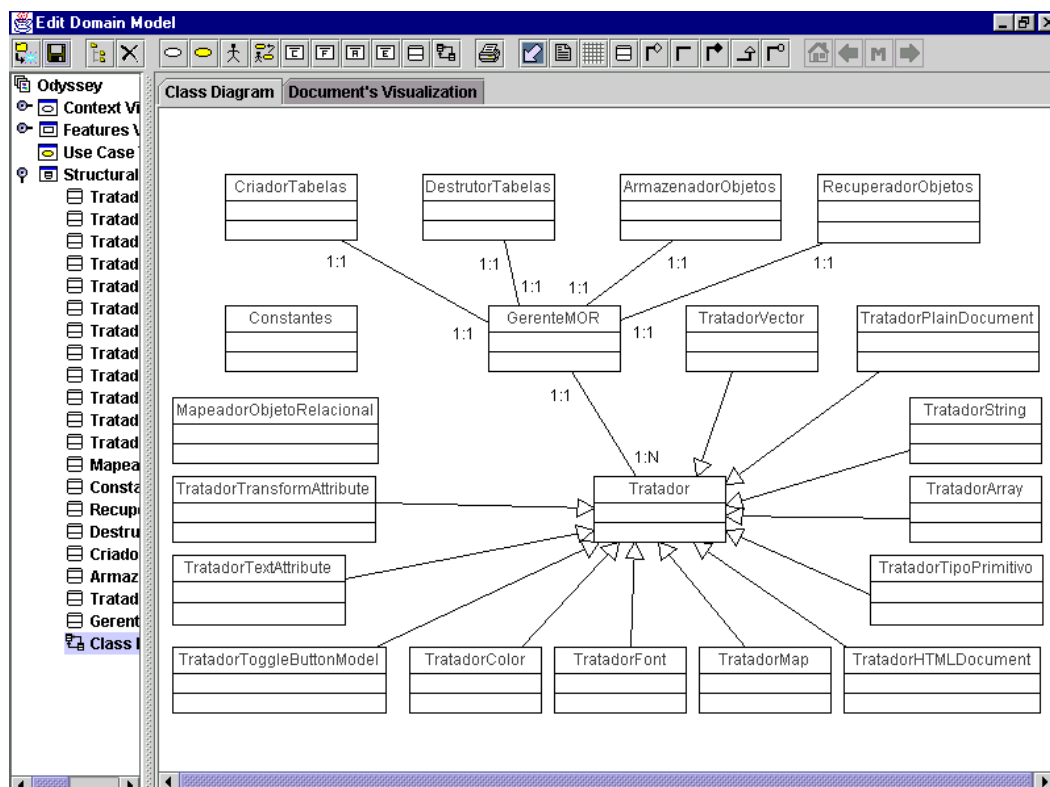 Edit Domain Model
Odyssey
Context Vi
Features V
Use Case
Structural
Tratad
Tratad
Tratad
Tratad
Tratad
Tratad
Tratad
Tratad
Tratad
Tratad
Tratad
Tratad
Mapea
Consta
Recupe
Destru
Criado
Armaz
Tratad
Gerent
Class
Class Diagram Document's Visualization
CriadorTabelas DestrutorTabelas ArmazenadorObjetos RecuperadorObjetos
1:1 1:1 1:1 1:1
1:1 1:1
Constantes GerenteMOR TratadorVector TratadorPlainDocument
1:1 1:1
1:1
MapeadorObjetoRelacional TratadorString
1:N
TratadorTransformAttribute Tratador TratadorArray
TratadorTextAttribute TratadorTipoPrimitivo
TratadorToggleButtonModel TratadorColor TratadorFont TratadorMap TratadorHTMLDocument